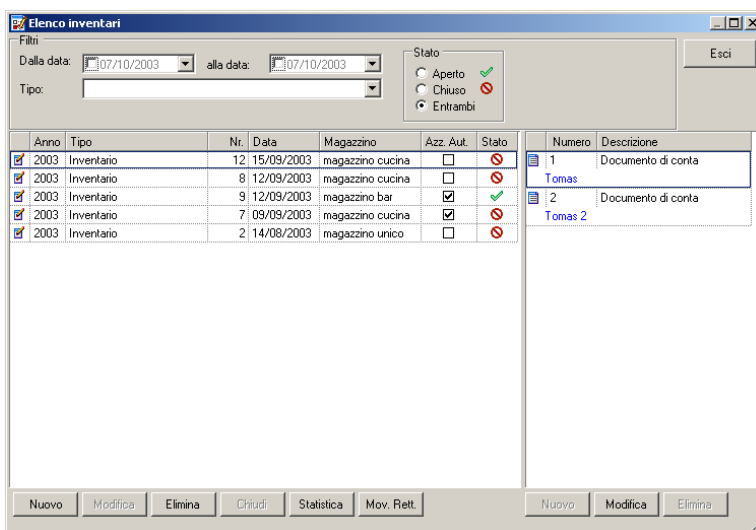 Elenco inventari
Filtri
Dalla data: 07/10/2003 alla data: 07/10/2003
Tipo:
Stato
Aperto
Chiuso
Entrambi
Esci
Anno Tipo Nr. Data Magazzino Azz. Aut. Stato
2003 Inventario 12 15/09/2003 magazzino cucina
2003 Inventario 8 12/09/2003 magazzino cucina
2003 Inventario 9 12/09/2003 magazzino bar
2003 Inventario 7 09/09/2003 magazzino cucina
2003 Inventario 2 14/08/2003 magazzino unico
Numero Descrizione
1 Documento di conta
Tomas
2 Documento di conta
Tomas 2
Nuovo Modifica Elimina Chiudi Statistica Mov. Rett.
Nuovo Modifica Elimina